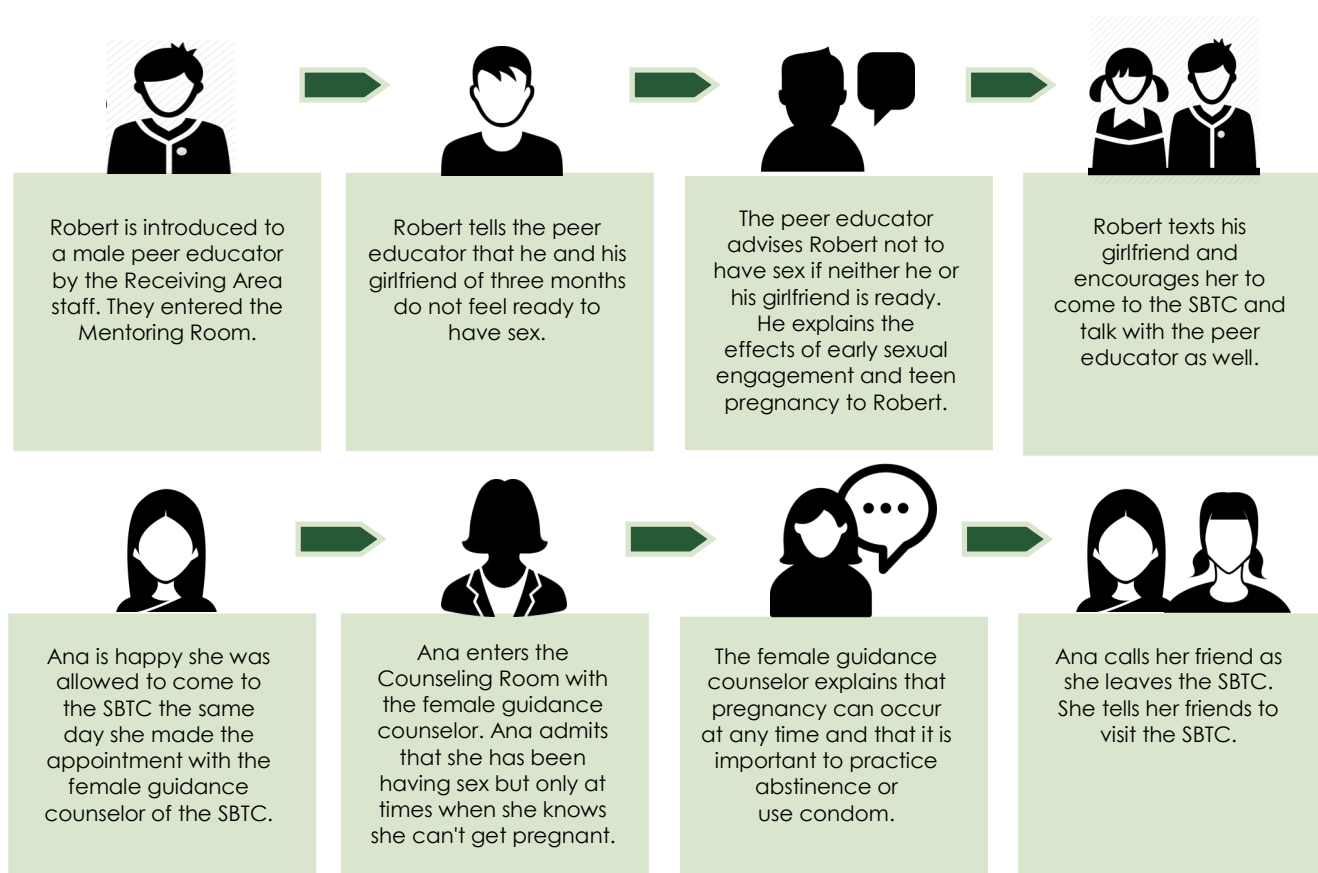 Robert is introduced to
a male peer educator
by the Receiving Area
staff. They entered the
Mentoring Room.
Robert tells the peer
educator that he and his
girlfriend of three months
do not feel ready to
have sex.
The peer educator
advises Robert not to
have sex if neither he or
his girlfriend is ready.
He explains the
effects of early sexual
engagement and teen
pregnancy to Robert.
Robert texts his
girlfriend and
encourages her to
come to the SBTC and
talk with the peer
educator as well.
Ana is happy she was
allowed to come to
the SBTC the same
day she made the
appointment with the
female guidance
counselor of the SBTC.
Ana enters the
Counseling Room with
the female guidance
counselor. Ana admits
that she has been
having sex but only at
times when she knows
she can't get pregnant.
The female guidance
counselor explains that
pregnancy can occur
at any time and that it is
important to practice
abstinence or
use condom.
Ana calls her friend as
she leaves the SBTC.
She tells her friends to
visit the SBTC.